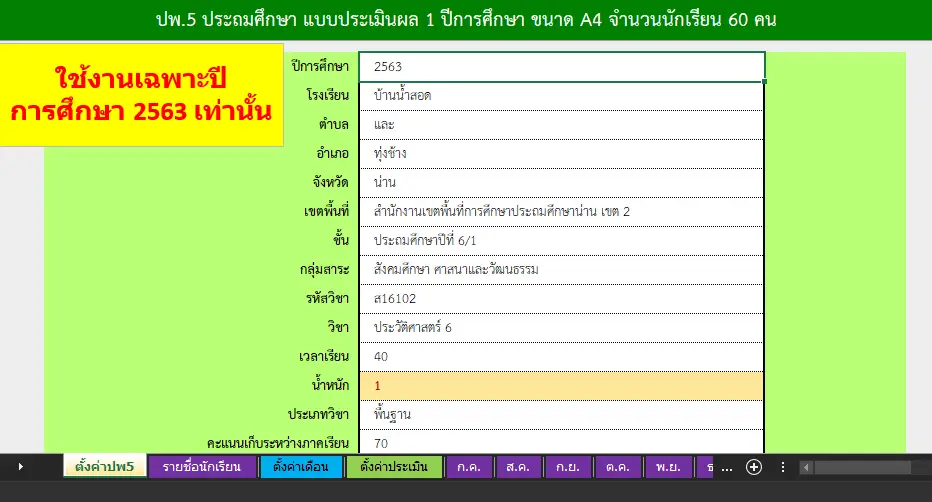 ปพ.5 ประถมศึกษา แบบประเมินผล 1 ปีการศึกษา ขนาด A4 จำนวนนักเรียน 60 คน
ใช้งานเฉพาะปี
การศึกษา 2563 เท่านั้น
ปีการศึกษา 2563
โรงเรียน บ้านน้ำสอด
ตำบล และ
อำเภอ ทุ่งช้าง
จังหวัด น่าน
เขตพื้นที่ สำนักงานเขตพื้นที่การศึกษาประถมศึกษาน่าน เขต 2
ชั้น ประถมศึกษาปีที่ 6/1
กลุ่มสาระ สังคมศึกษา ศาสนาและวัฒนธรรม
รหัสวิชา ส16102
วิชา ประวัติศาสตร์ 6
เวลาเรียน 40
น้ำหนัก 1
ประเภทวิชา พื้นฐาน
คะแนนเก็บระหว่างภาคเรียน 70
ตั้งค่าปพ5 รายชื่อนักเรียน ตั้งค่าเดือน ตั้งค่าประเมิน ก.ค. ส.ค. ก.ย. ต.ค. พ.ย. ...